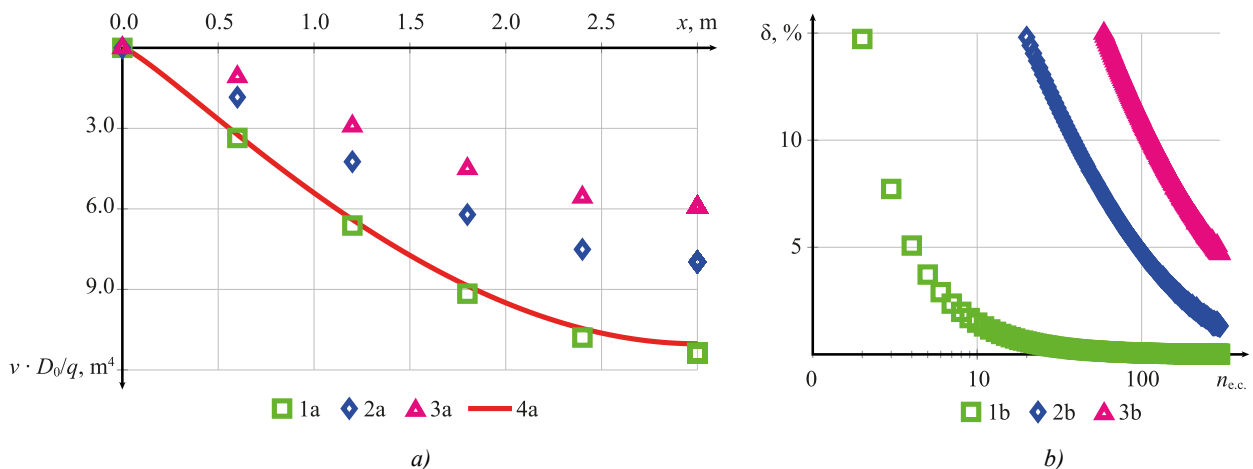 0.0 0.5 1.0 1.5 2.0 2.5 x, m
3.0
6.0
9.0
v · D₀/q, m⁴
1a 2a 3a 4a
a)
δ, %
10
5
0 10 100 nₑ.c.
1b 2b 3b
b)